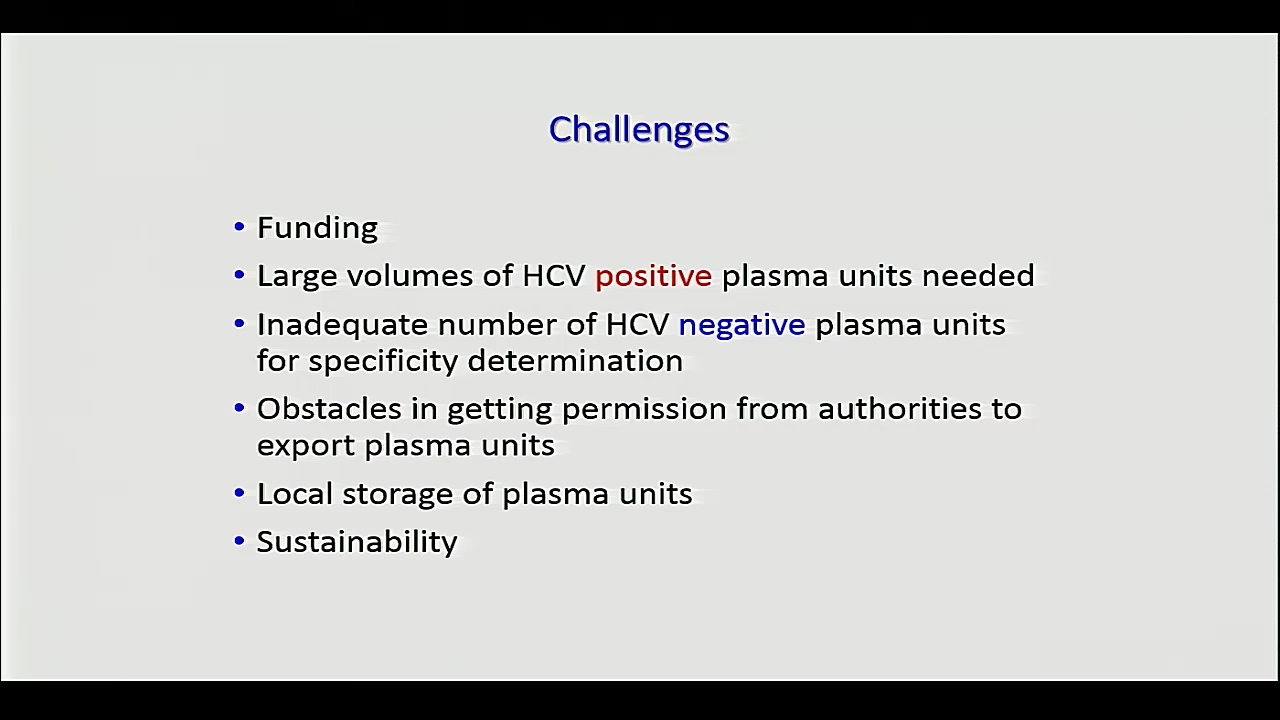 Challenges
• Funding
• Large volumes of HCV positive plasma units needed
• Inadequate number of HCV negative plasma units
for specificity determination
• Obstacles in getting permission from authorities to
export plasma units
• Local storage of plasma units
• Sustainability